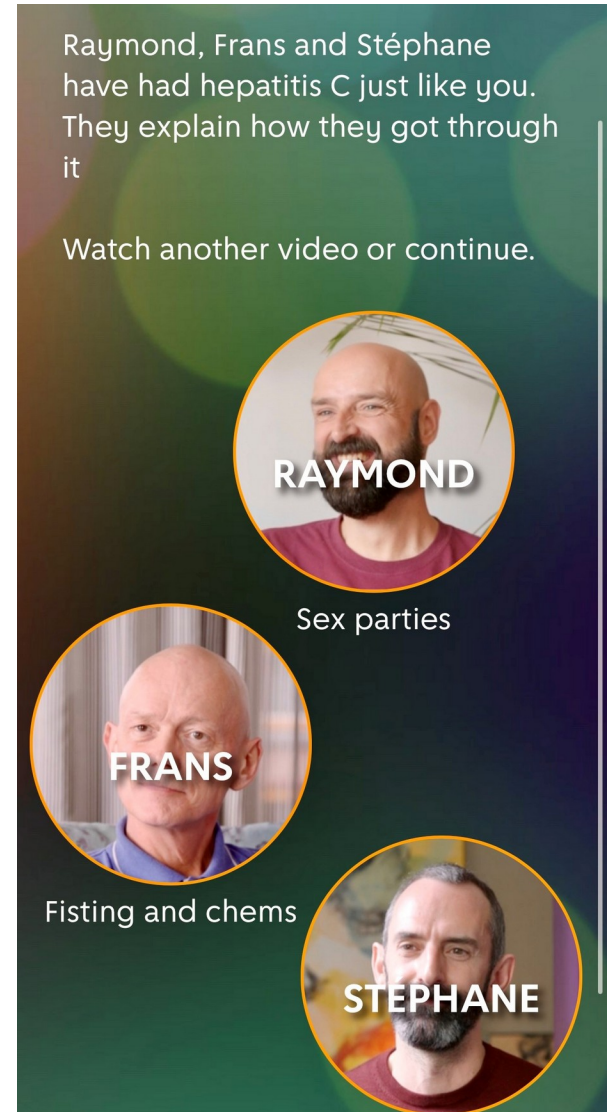 Raymond, Frans and Stéphane
have had hepatitis C just like you.
They explain how they got through
it
Watch another video or continue.
RAYMOND
Sex parties
FRANS
Fisting and chems
STEPHANE